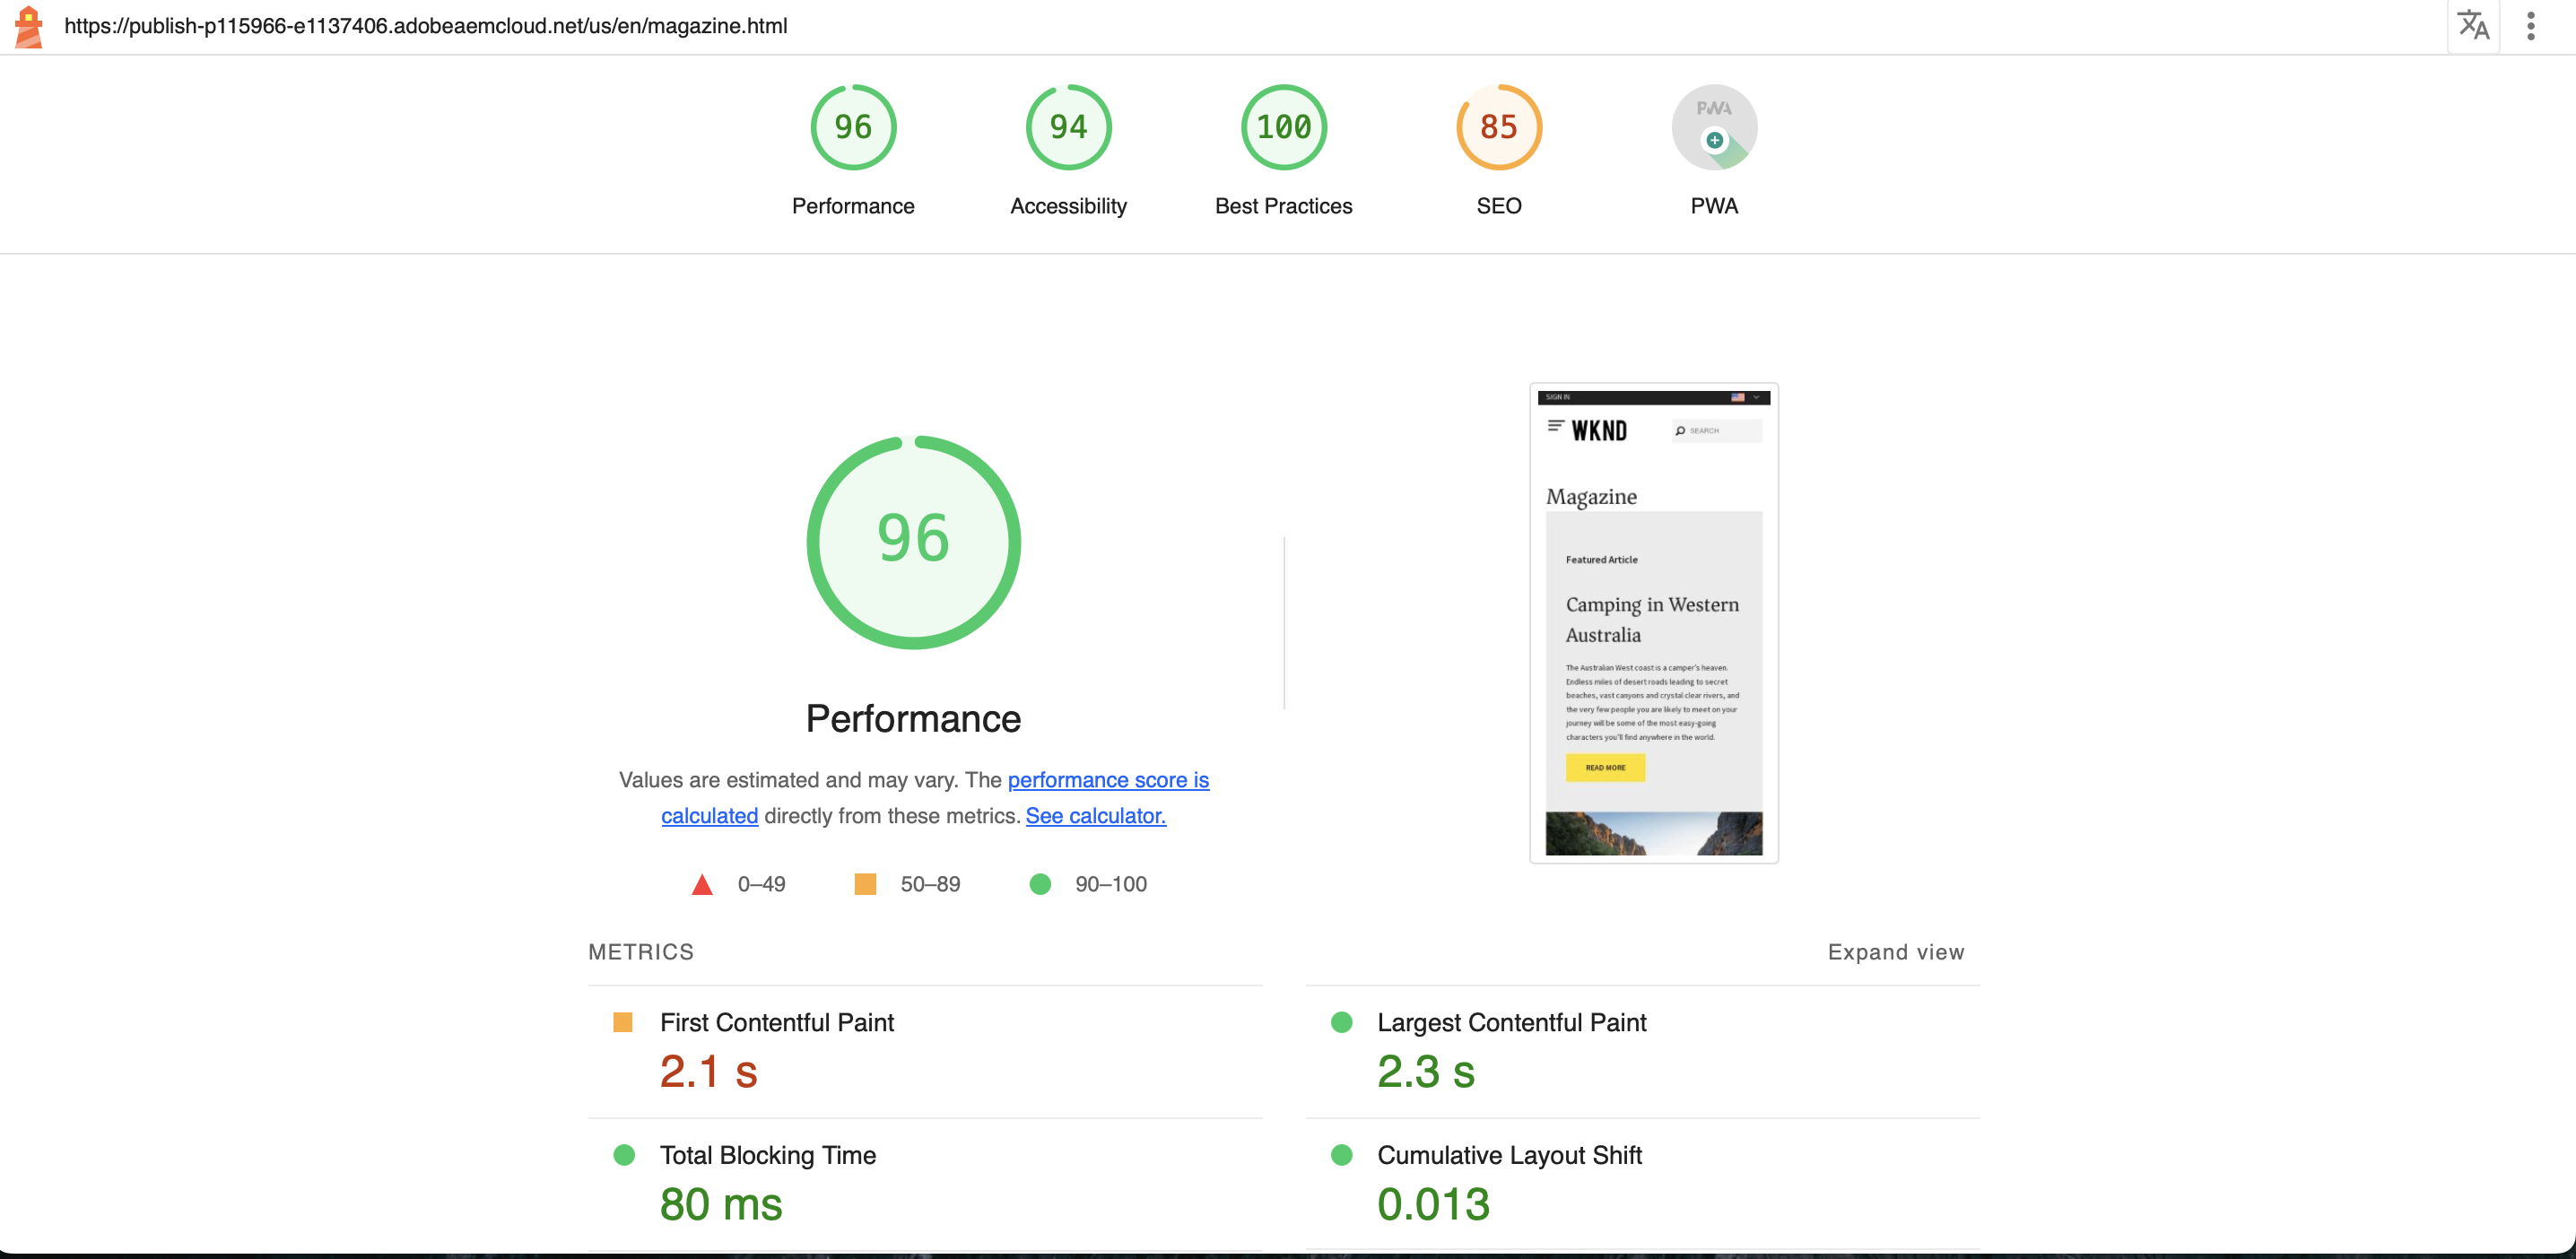 https://publish-p115966-e1137406.adobeaemcloud.net/us/en/magazine.html
文A
96
94
100
85
PWA
Performance
Accessibility
Best Practices
SEO
PWA
96
Performance
Values are estimated and may vary. The performance score is
calculated directly from these metrics. See calculator.
0–49
50–89
90–100
SIGN IN
WKND
SEARCH
Magazine
Featured Article
Camping in Western
Australia
The Australian West coast is a camper's heaven.
Endless miles of desert roads leading to secret
beaches, vast canyons and crystal clear rivers, and
the very few people you are likely to meet on your
journey will be some of the most easy-going
characters you'll find anywhere in the world.
READ MORE
METRICS
Expand view
First Contentful Paint
2.1 s
Largest Contentful Paint
2.3 s
Total Blocking Time
80 ms
Cumulative Layout Shift
0.013